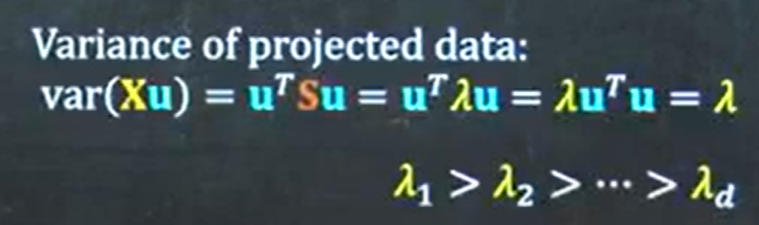 Variance of projected data:
var(Xu) = uᵀSu = uᵀλu = λuᵀu = λ
λ₁ > λ₂ > ⋯ > λ_d